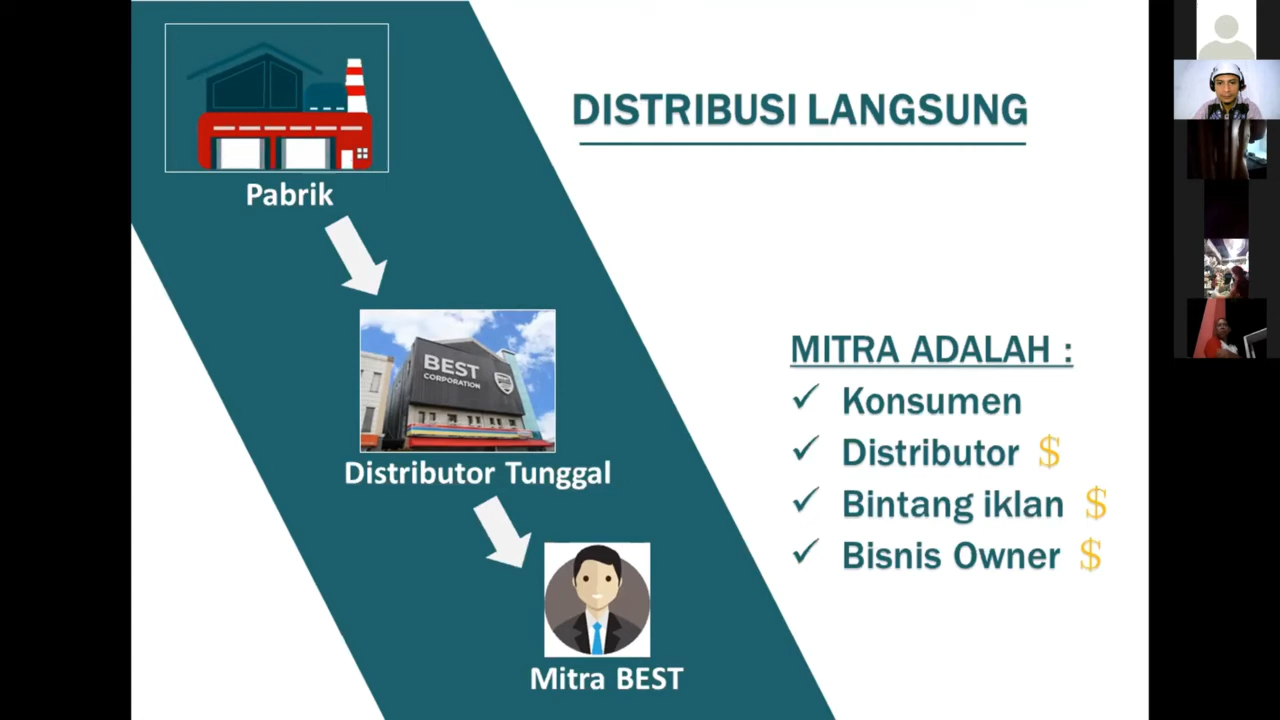 DISTRIBUSI LANGSUNG
Pabrik
BEST
CORPORATION
Distributor Tunggal
Mitra BEST
MITRA ADALAH :
✓ Konsumen
✓ Distributor $
✓ Bintang iklan $
✓ Bisnis Owner $